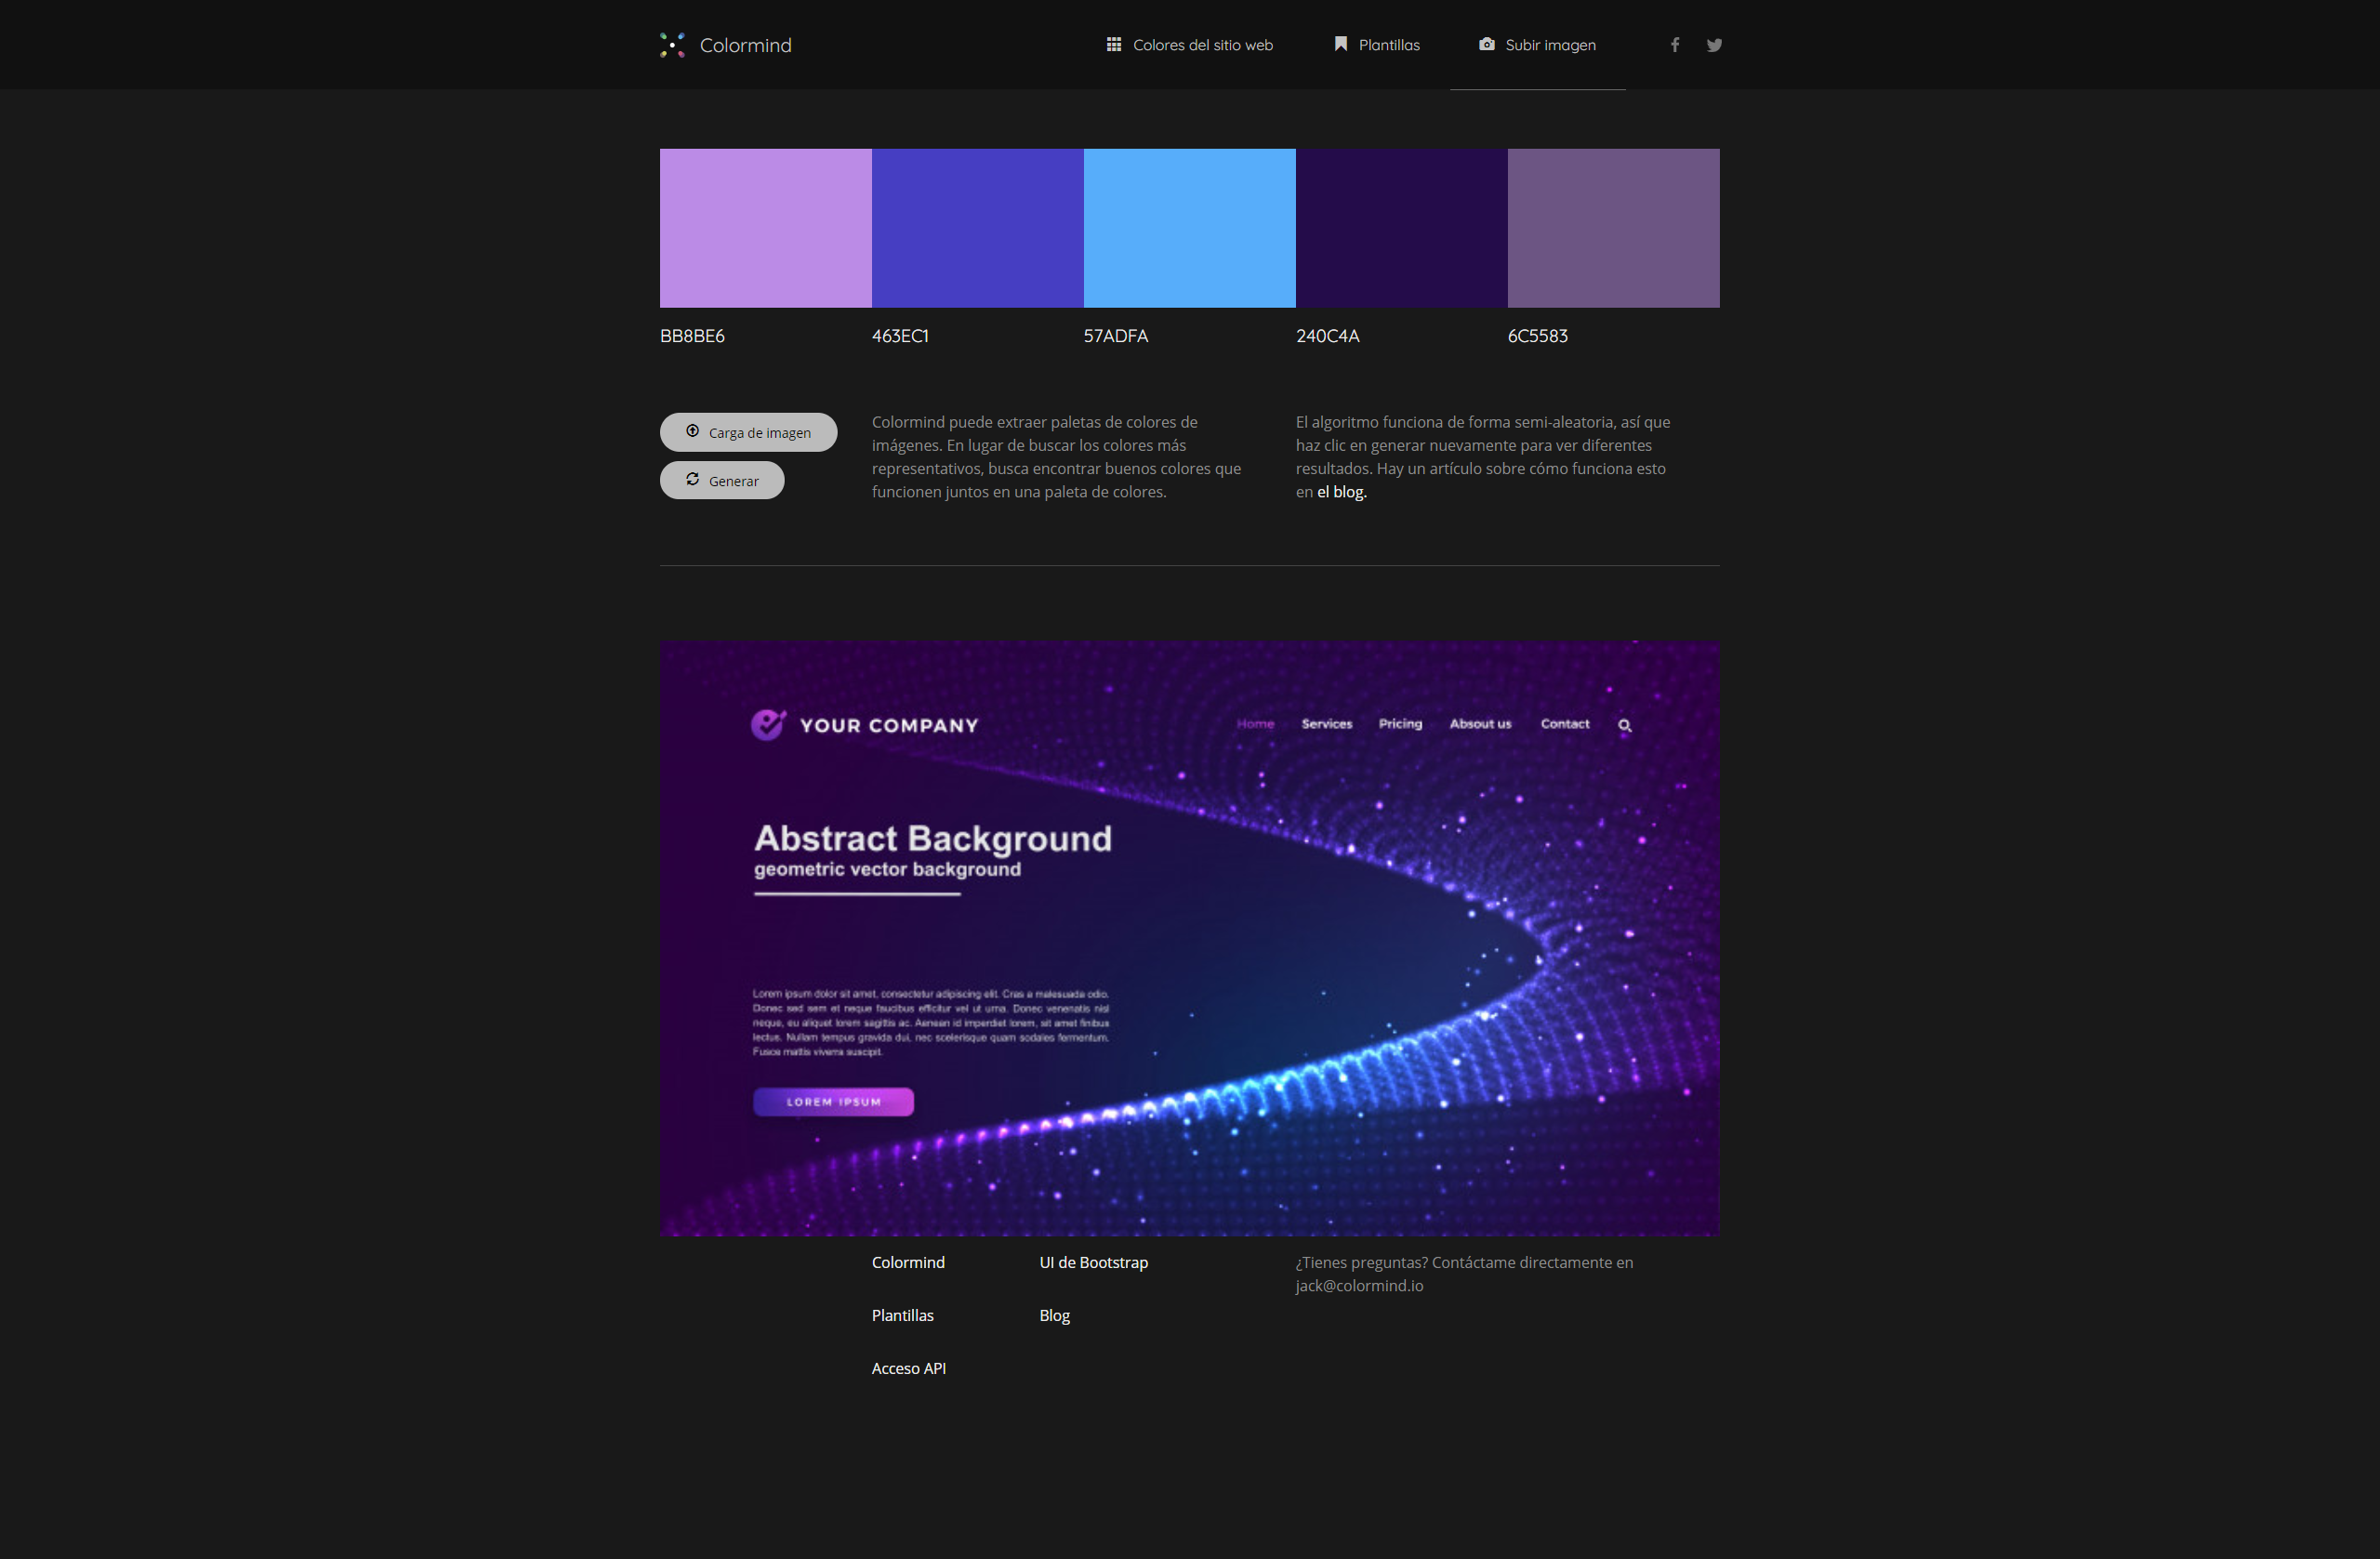 Colormind
Colores del sitio web
Plantillas
Subir imagen
BB8BE6
463EC1
57ADFA
240C4A
6C5583
Carga de imagen
Generar
Colormind puede extraer paletas de colores de
imágenes. En lugar de buscar los colores más
representativos, busca encontrar buenos colores que
funcionen juntos en una paleta de colores.
El algoritmo funciona de forma semi-aleatoria, así que
haz clic en generar nuevamente para ver diferentes
resultados. Hay un artículo sobre cómo funciona esto
en el blog.
YOUR COMPANY
Home
Services
Pricing
Absout us
Contact
Abstract Background
geometric vector background
Lorem ipsum dolor sit amet, consectetur adipiscing elit. Cras a malesuada odio.
Donec sed sem et neque faucibus efficitur vel ut urna. Donec venenatis nisl
neque, eu aliquet lorem sagittis ac. Aenean id imperdiet lorem, sit amet finibus
lectus. Nullam tempus gravida dui, nec scelerisque quam sodales fermentum.
Fusce mattis viverra suscipit.
LOREM IPSUM
Colormind
UI de Bootstrap
¿Tienes preguntas? Contáctame directamente en
jack@colormind.io
Plantillas
Blog
Acceso API